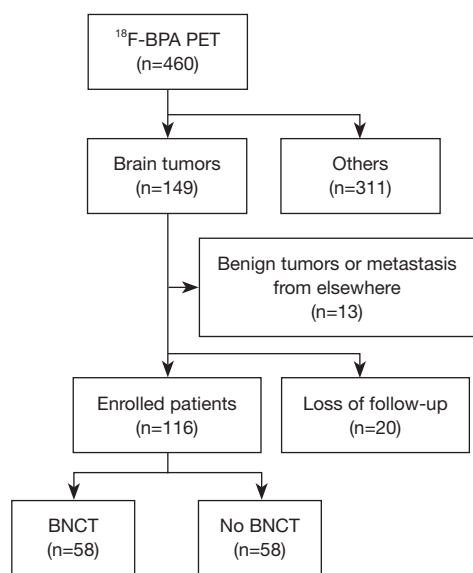 ¹⁸F-BPA PET
(n=460)
Brain tumors
(n=149)
Others
(n=311)
Benign tumors or metastasis
from elsewhere
(n=13)
Enrolled patients
(n=116)
Loss of follow-up
(n=20)
BNCT
(n=58)
No BNCT
(n=58)